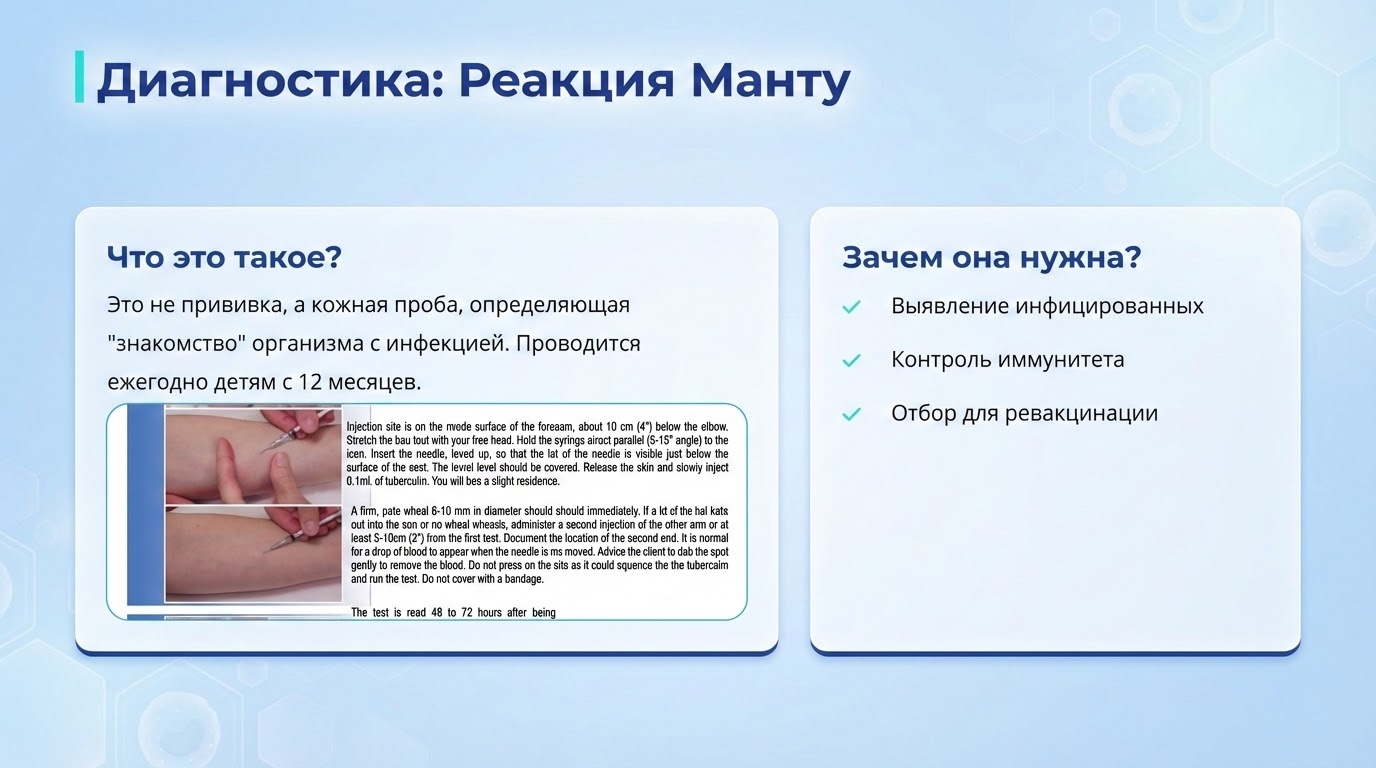 Диагностика: Реакция Манту
Что это такое?
Это не прививка, а кожная проба, определяющая
"знакомство" организма с инфекцией. Проводится
ежегодно детям с 12 месяцев.
Injection site is on the mvode surface of the foreaam, about 10 cm (4") below the elbow.
Stretch the bau tout with your free head. Hold the syrings airoct parallel (S-1S" angle) to the
icen. Insert the needle, leved up, so that the lat of the needie is visible just below the
surface of the sest. The levwl level should be covered. Release the skin and slowiy inject
0.1ml. of tuberculin. You will bes a slight residence.
A firm, pate wheal 6-10 mm in diameter should should immediately. If a kt cf the hal kats
out into the son or no wheal wheasls, administer a second injection of the other arm or at
least S-10cm (2") from the first test. Document the location of the second end. It is normal
for a drop of blood to appear when the needle is ms moved. Advice the client to dab the spot
gently to remove the blood. Do not press on the sits as it could squence the the tubercaim
and run the test. Do not cover with a bandage.
The test is read 48 to 72 hours after being
Зачем она нужна?
Выявление инфицированных
Контроль иммунитета
Отбор для ревакцинации